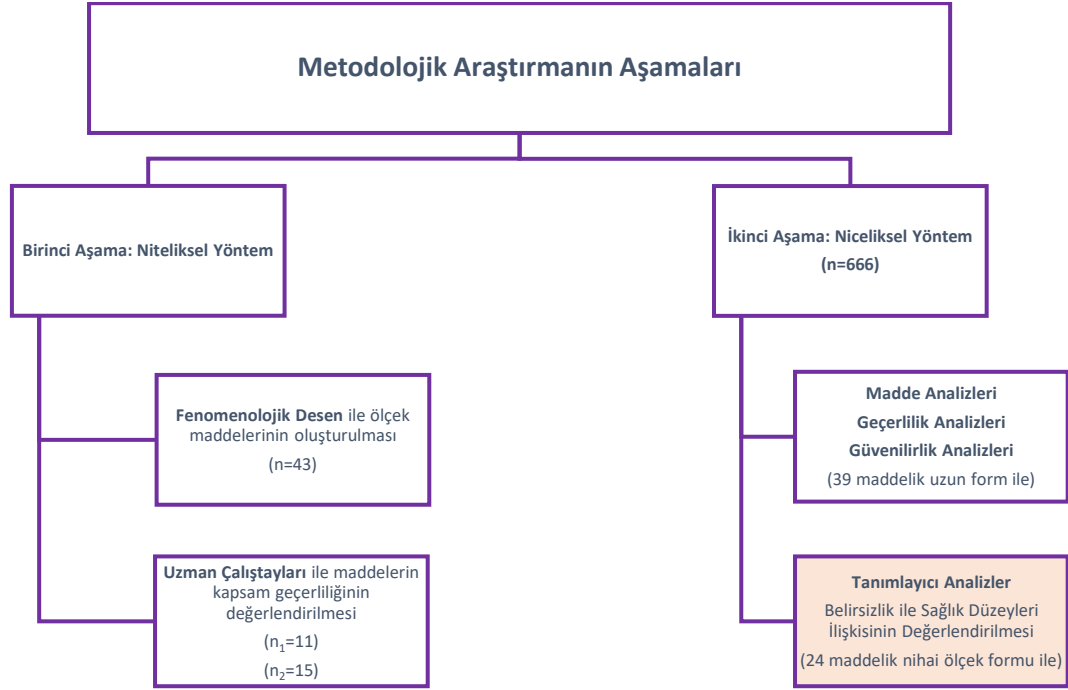 Metodolojik Araştırmanın Aşamaları
Birinci Aşama: Niteliksel Yöntem
İkinci Aşama: Niceliksel Yöntem
(n=666)
Fenomenolojik Desen ile ölçek
maddelerinin oluşturulması
(n=43)
Madde Analizleri
Geçerlilik Analizleri
Güvenilirlik Analizleri
(39 maddelik uzun form ile)
Uzman Çalıştayları ile maddelerin
kapsam geçerliliğinin
değerlendirilmesi
(n₁=11)
(n₂=15)
Tanımlayıcı Analizler
Belirsizlik ile Sağlık Düzeyleri
İlişkisinin Değerlendirilmesi
(24 maddelik nihai ölçek formu ile)